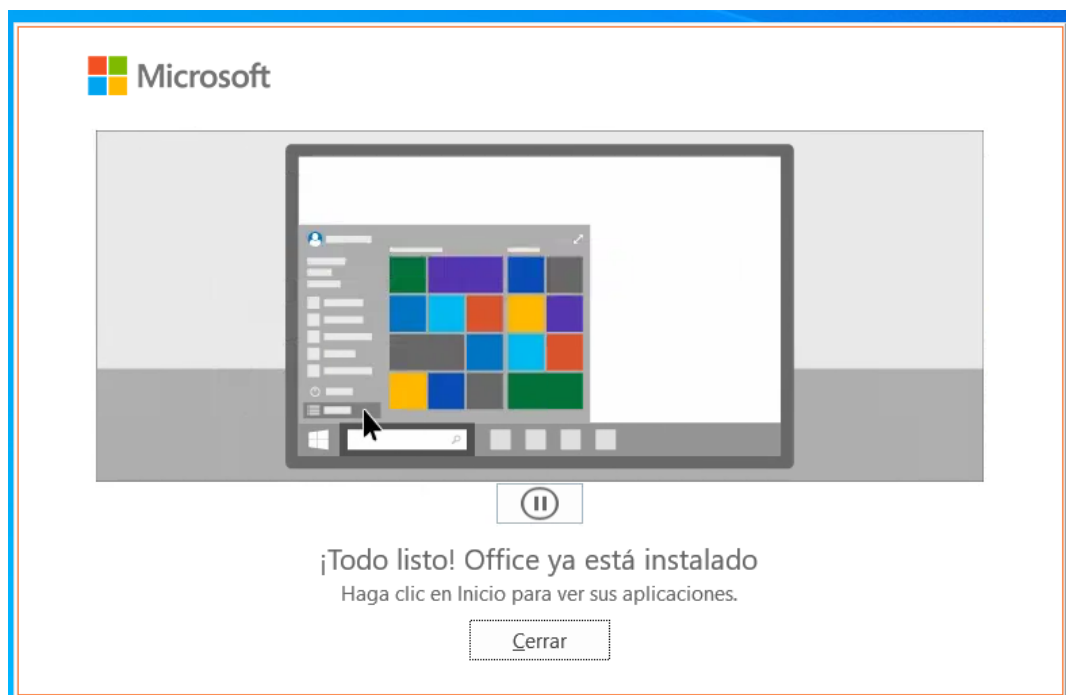 Microsoft
¡Todo listo! Office ya está instalado
Haga clic en Inicio para ver sus aplicaciones.
Cerrar